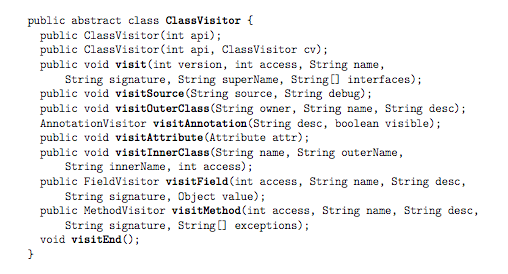 public abstract class ClassVisitor {
public ClassVisitor(int api);
public ClassVisitor(int api, ClassVisitor cv);
public void visit(int version, int access, String name,
String signature, String superName, String[] interfaces);
public void visitSource(String source, String debug);
public void visitOuterClass(String owner, String name, String desc);
AnnotationVisitor visitAnnotation(String desc, boolean visible);
public void visitAttribute(Attribute attr);
public void visitInnerClass(String name, String outerName,
String innerName, int access);
public FieldVisitor visitField(int access, String name, String desc,
String signature, Object value);
public MethodVisitor visitMethod(int access, String name, String desc,
String signature, String[] exceptions);
void visitEnd();
}